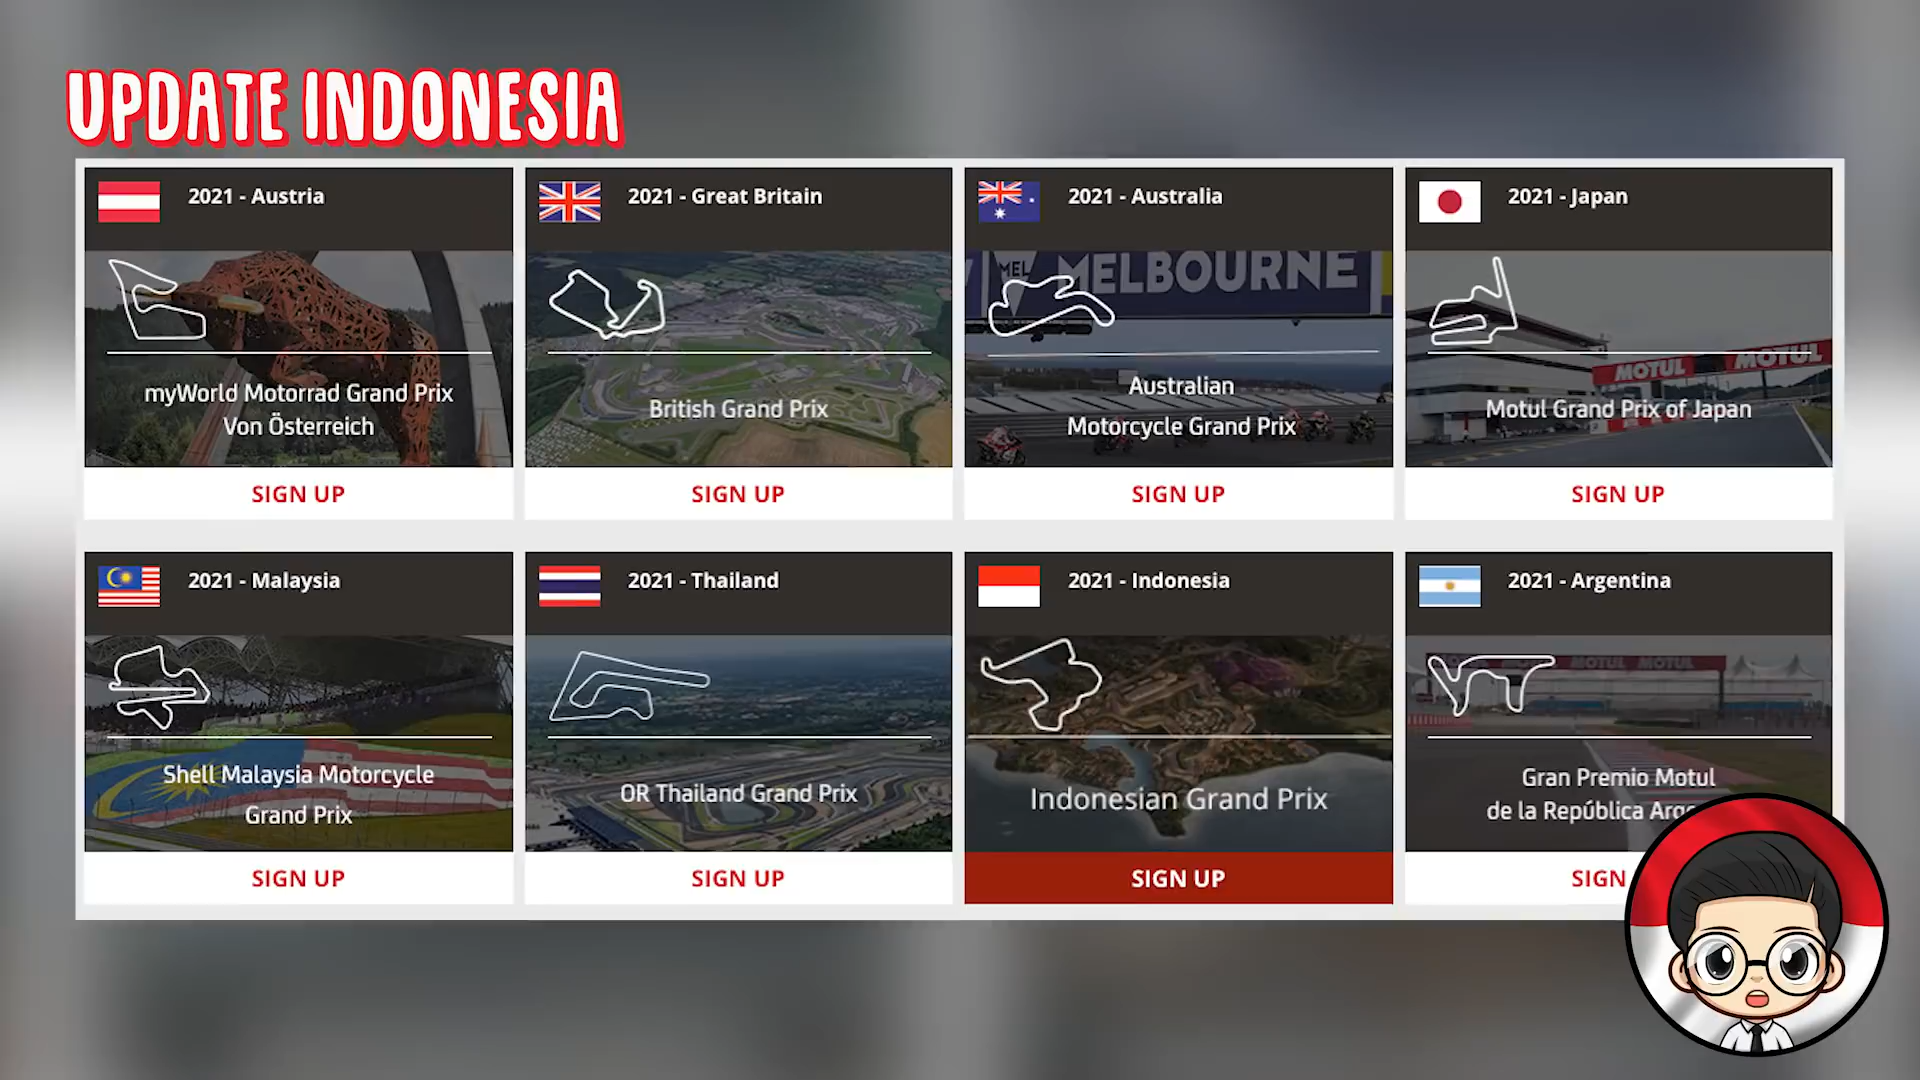 UPDATE INDONESIA
2021 - Austria
myWorld Motorrad Grand Prix
Von Österreich
SIGN UP
2021 - Great Britain
British Grand Prix
SIGN UP
2021 - Australia
MEL
MELBOURNE
Australian
Motorcycle Grand Prix
SIGN UP
2021 - Japan
MOTUL
MOTUL
Motul Grand Prix of Japan
SIGN UP
2021 - Malaysia
Shell Malaysia Motorcycle
Grand Prix
SIGN UP
2021 - Thailand
OR Thailand Grand Prix
SIGN UP
2021 - Indonesia
Indonesian Grand Prix
SIGN UP
2021 - Argentina
MOTUL MOTUL
Gran Premio Motul
de la República
SIGN